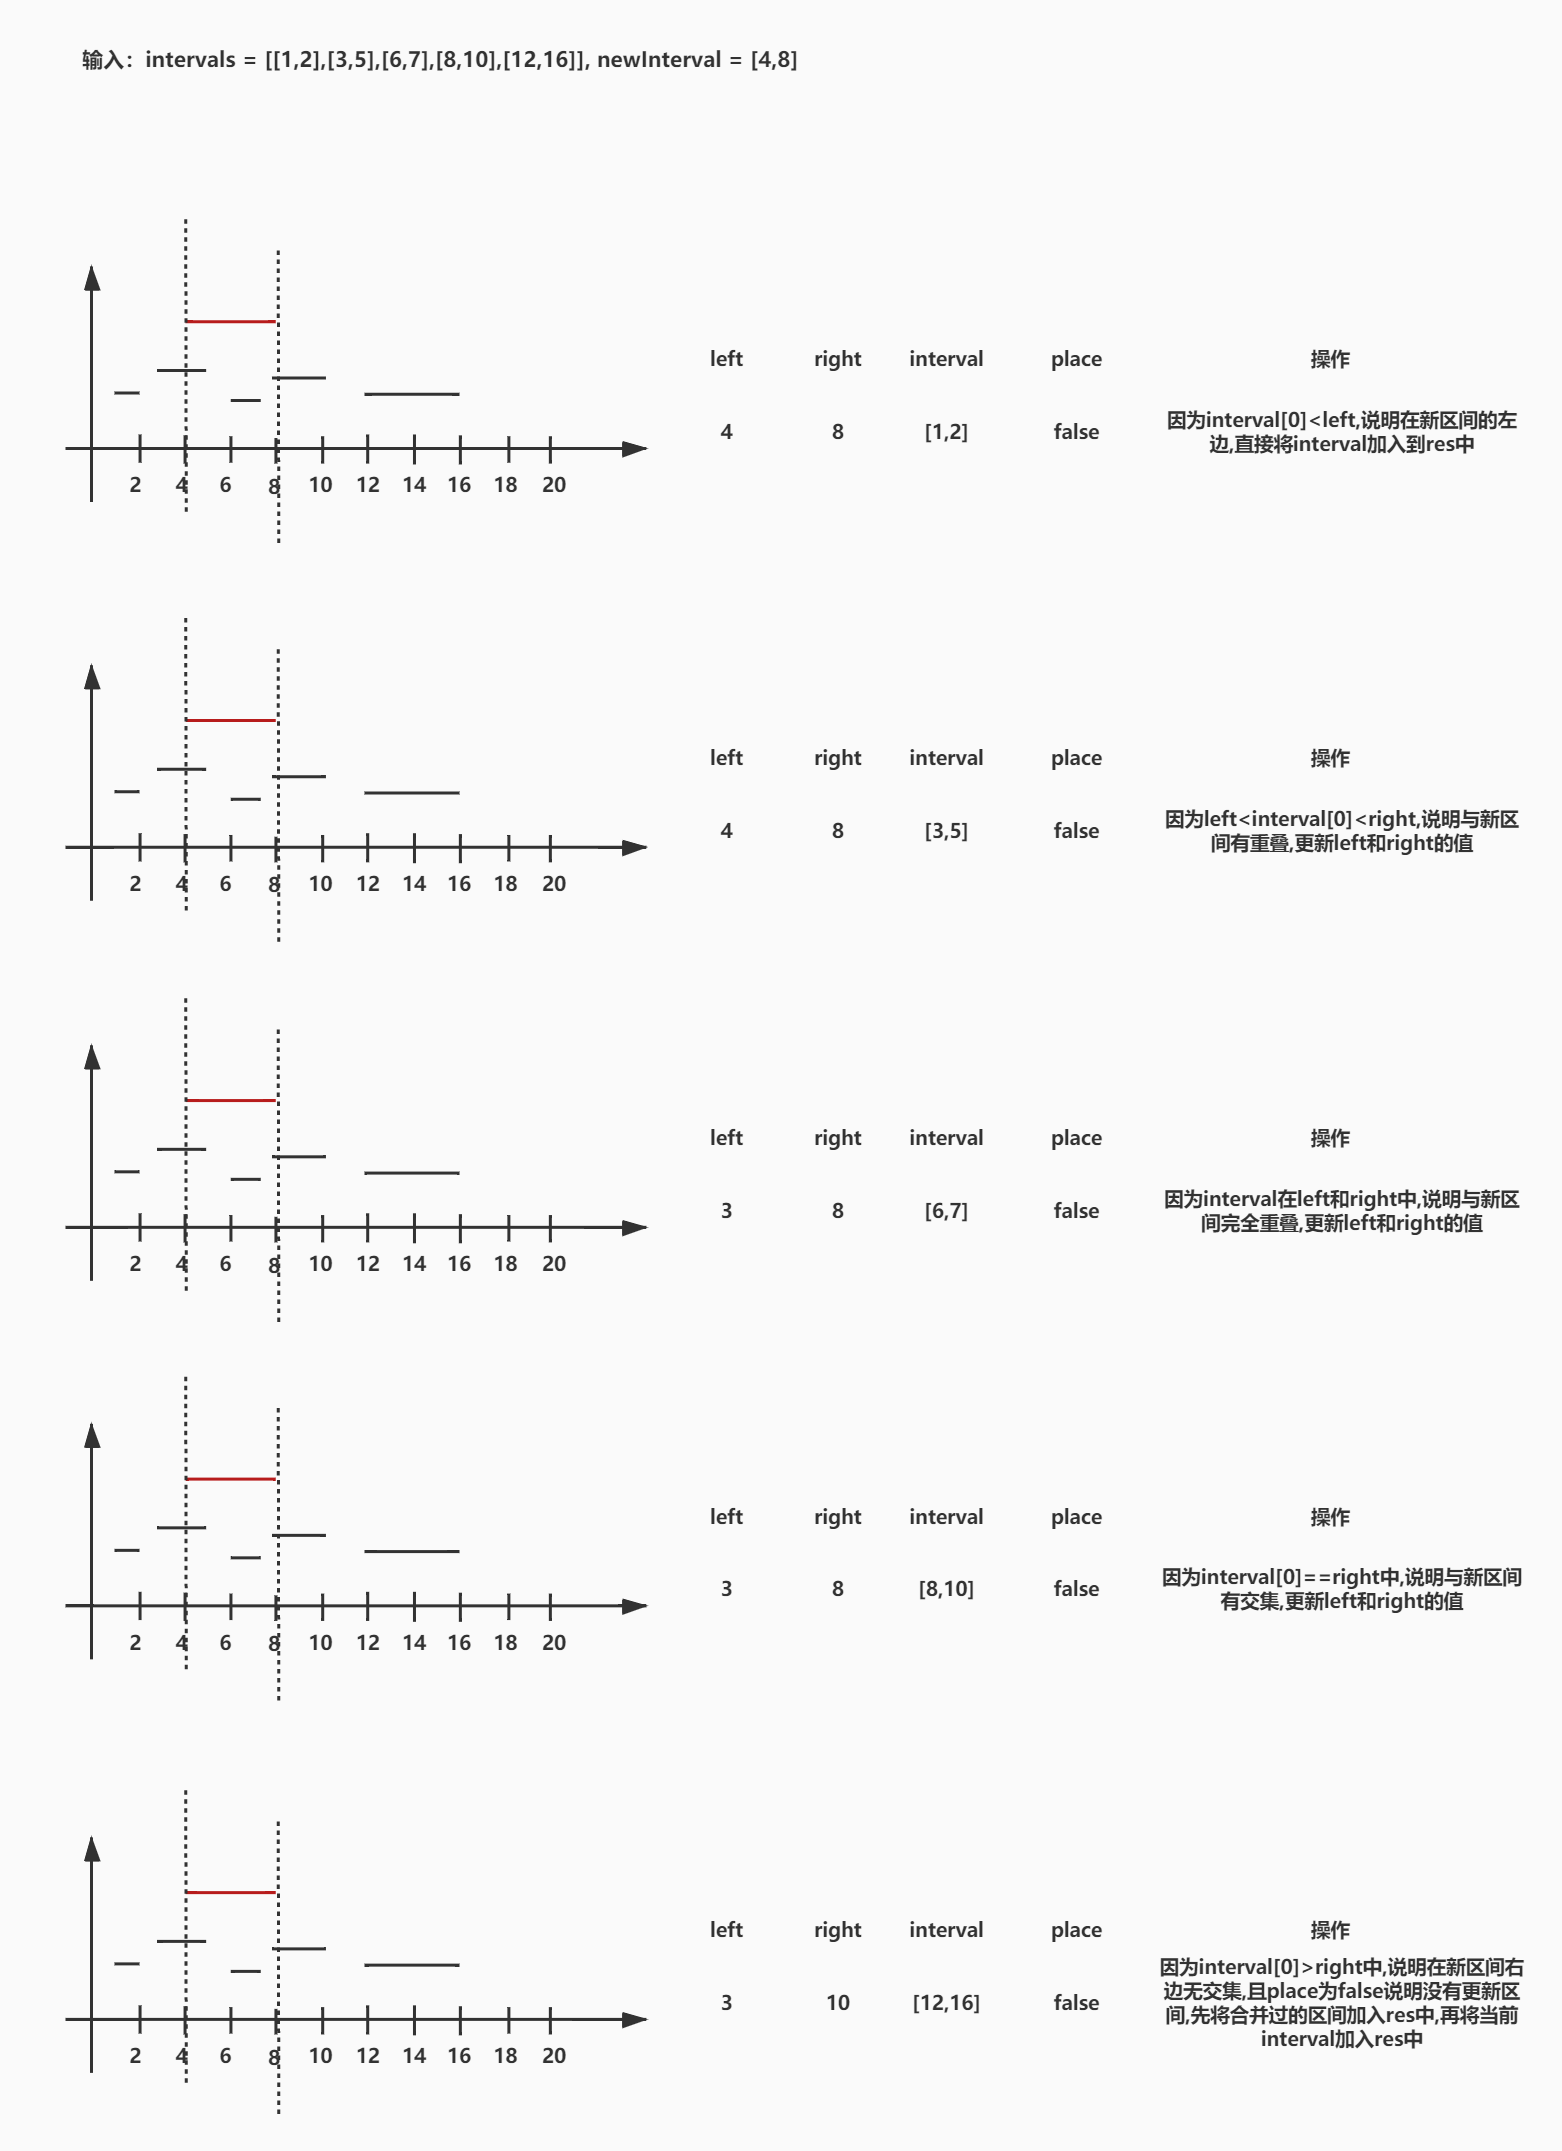 输入：intervals = [[1,2],[3,5],[6,7],[8,10],[12,16]], newInterval = [4,8]
left right interval place 操作
4 8 [1,2] false 因为interval[0]<left,说明在新区间的左
边,直接将interval加入到res中
2 4 6 8 10 12 14 16 18 20
left right interval place 操作
4 8 [3,5] false 因为left<interval[0]<right,说明与新区
间有重叠,更新left和right的值
2 4 6 8 10 12 14 16 18 20
left right interval place 操作
3 8 [6,7] false 因为interval在left和right中,说明与新区
间完全重叠,更新left和right的值
2 4 6 8 10 12 14 16 18 20
left right interval place 操作
3 8 [8,10] false 因为interval[0]==right中,说明与新区间
有交集,更新left和right的值
2 4 6 8 10 12 14 16 18 20
left right interval place 操作
3 10 [12,16] false 因为interval[0]>right中,说明在新区间右
边无交集,且place为false说明没有更新区
间,先将合并过的区间加入res中,再将当前
interval加入res中
2 4 6 8 10 12 14 16 18 20